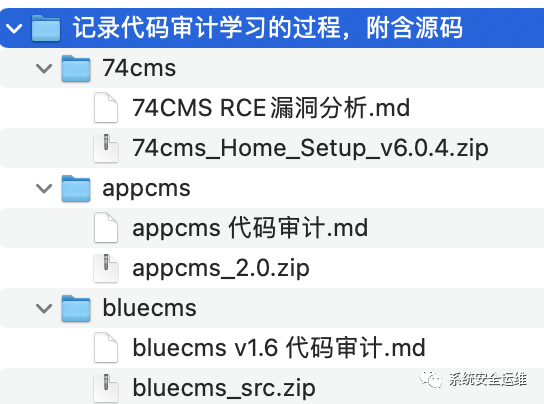 记录代码审计学习的过程，附含源码
74cms
74CMS RCE漏洞分析.md
74cms_Home_Setup_v6.0.4.zip
appcms
appcms 代码审计.md
appcms_2.0.zip
bluecms
bluecms v1.6 代码审计.md
bluecms_src.zip
系统安全运维